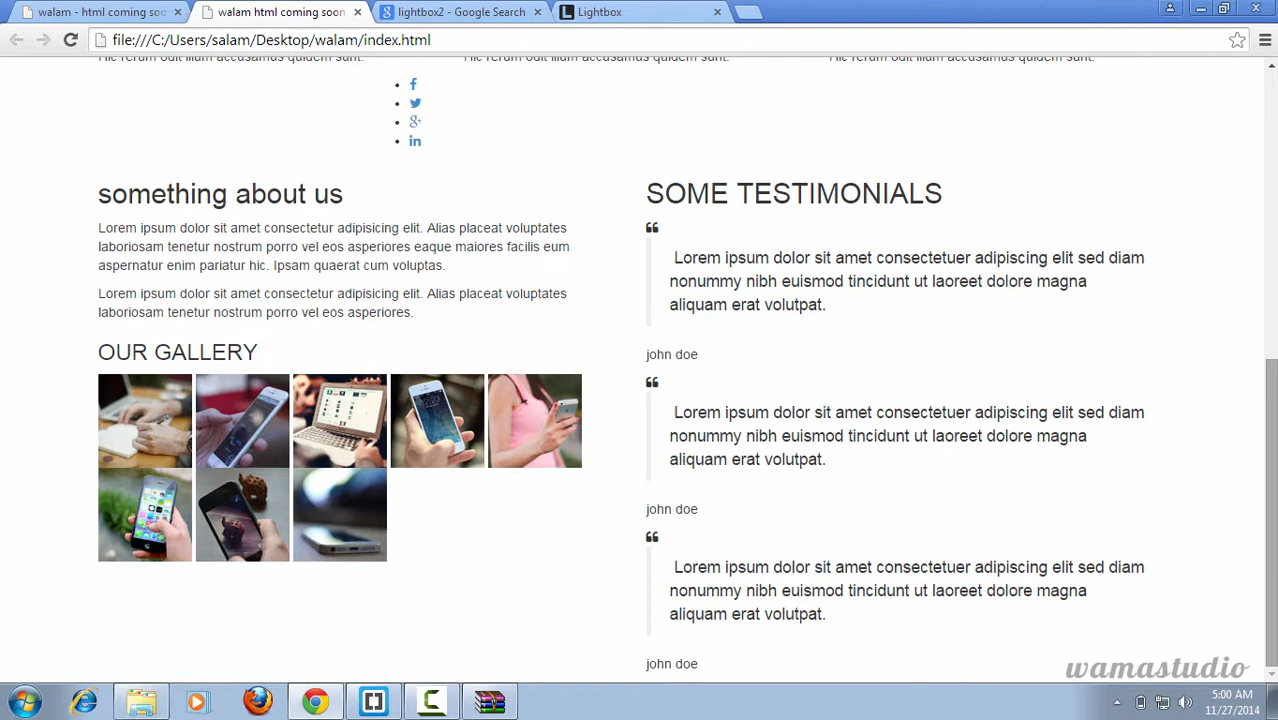 walam - html coming soo
walam html coming soon
lightbox2 - Google Search
Lightbox
file:///C:/Users/salam/Desktop/walam/index.html
Hic rerum odit illum accusamus quidem sunt.
Hic rerum odit illum accusamus quidem sunt.
Hic rerum odit illum accusamus quidem sunt.
something about us
Lorem ipsum dolor sit amet consectetur adipisicing elit. Alias placeat voluptates
laboriosam tenetur nostrum porro vel eos asperiores eaque maiores facilis eum
aspernatur enim pariatur hic. Ipsam quaerat cum voluptas.
Lorem ipsum dolor sit amet consectetur adipisicing elit. Alias placeat voluptates
laboriosam tenetur nostrum porro vel eos asperiores.
OUR GALLERY
SOME TESTIMONIALS
Lorem ipsum dolor sit amet consectetuer adipiscing elit sed diam
nonummy nibh euismod tincidunt ut laoreet dolore magna
aliquam erat volutpat.
john doe
Lorem ipsum dolor sit amet consectetuer adipiscing elit sed diam
nonummy nibh euismod tincidunt ut laoreet dolore magna
aliquam erat volutpat.
john doe
Lorem ipsum dolor sit amet consectetuer adipiscing elit sed diam
nonummy nibh euismod tincidunt ut laoreet dolore magna
aliquam erat volutpat.
john doe
wamastudio
5:00 AM
11/27/2014